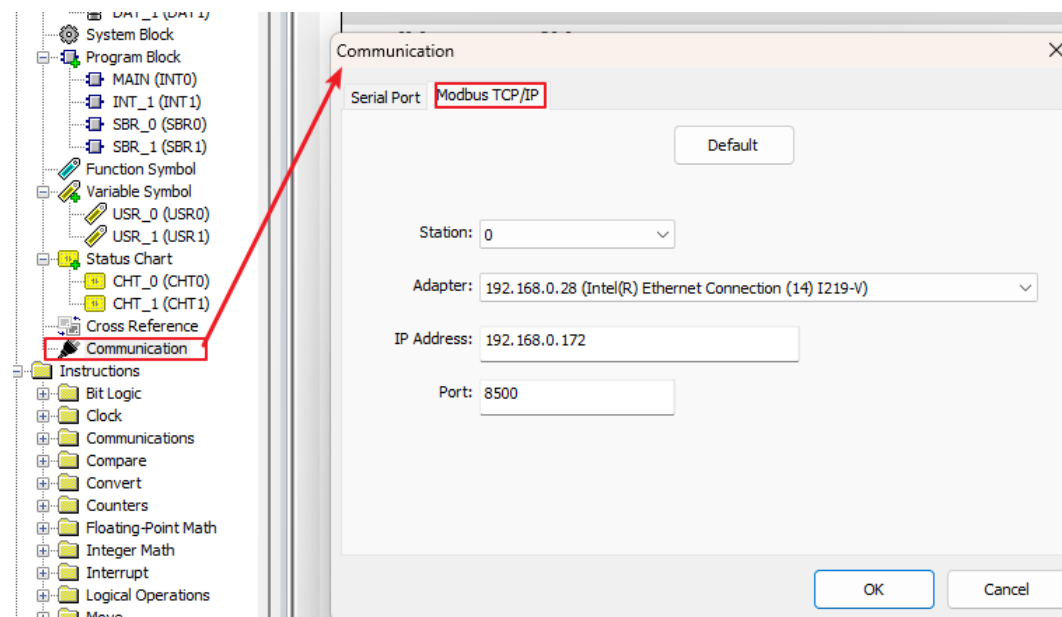 DAT_1 (DAT1)
System Block
Program Block
MAIN (INT0)
INT_1 (INT1)
SBR_0 (SBR0)
SBR_1 (SBR1)
Function Symbol
Variable Symbol
USR_0 (USR0)
USR_1 (USR1)
Status Chart
CHT_0 (CHT0)
CHT_1 (CHT1)
Cross Reference
Communication
Instructions
Bit Logic
Clock
Communications
Compare
Convert
Counters
Floating-Point Math
Integer Math
Interrupt
Logical Operations
Move
Communication
Serial Port
Modbus TCP/IP
Default
Station: 0
Adapter: 192.168.0.28 (Intel(R) Ethernet Connection (14) I219-V)
IP Address: 192.168.0.172
Port: 8500
OK
Cancel